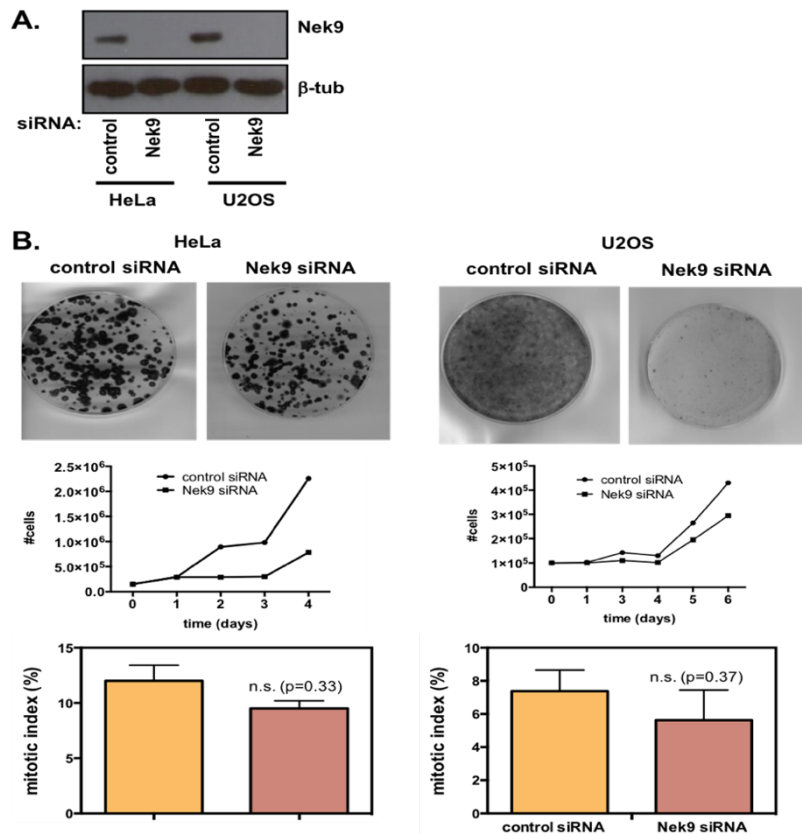 A.
Nek9
β-tub
siRNA:
control
Nek9
control
Nek9
HeLa
U2OS
B.
HeLa
control siRNA
Nek9 siRNA
U2OS
control siRNA
Nek9 siRNA
2.5×10⁶
2.0×10⁶
1.5×10⁶
1.0×10⁶
5.0×10⁵
0.0
#cells
control siRNA
Nek9 siRNA
0 1 2 3 4
time (days)
5×10⁵
4×10⁵
3×10⁵
2×10⁵
1×10⁵
0
#cells
control siRNA
Nek9 siRNA
0 1 3 4 5 6
time (days)
15
10
5
0
mitotic index (%)
n.s. (p=0.33)
10
8
6
4
2
0
mitotic index (%)
n.s. (p=0.37)
control siRNA
Nek9 siRNA